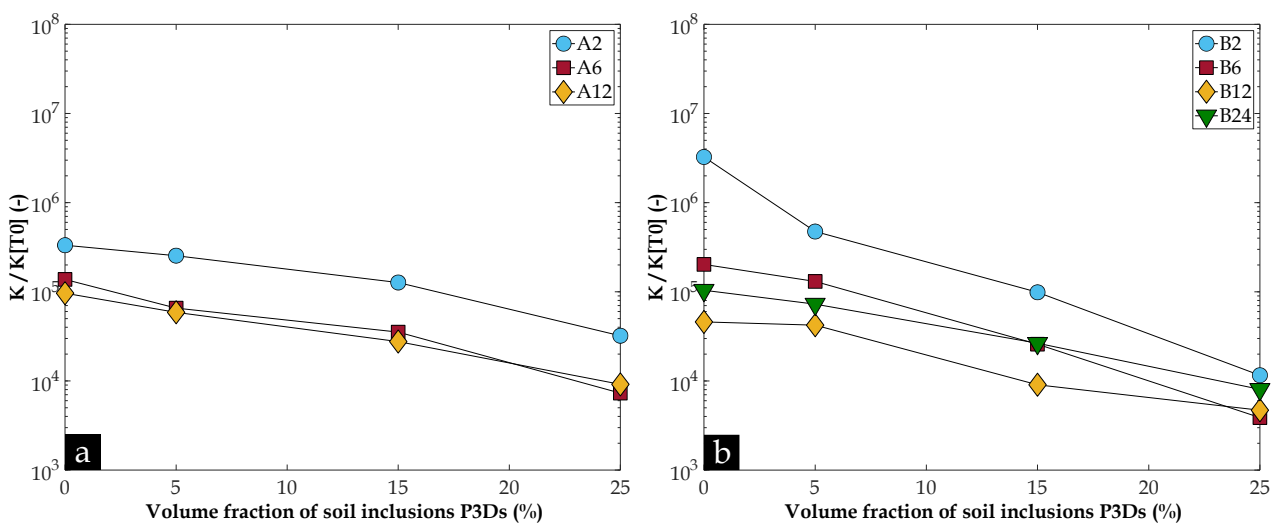 10^8
10^7
10^6
10^5
10^4
10^3
K / K[T0] (-)
A2
A6
A12
a
0
5
10
15
20
25
Volume fraction of soil inclusions P3Ds (%)
10^8
10^7
10^6
10^5
10^4
10^3
K / K[T0] (-)
B2
B6
B12
B24
b
0
5
10
15
20
25
Volume fraction of soil inclusions P3Ds (%)